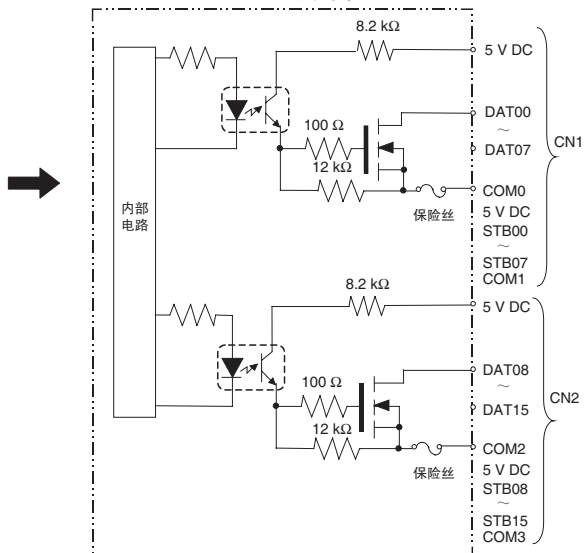 8.2 kΩ
5 V DC
DAT00
~
100 Ω
DAT07
CN1
12 kΩ
COM0
内部
电路
保险丝
5 V DC
STB00
~
STB07
COM1
8.2 kΩ
5 V DC
DAT08
~
100 Ω
DAT15
CN2
12 kΩ
COM2
保险丝
5 V DC
STB08
~
STB15
COM3